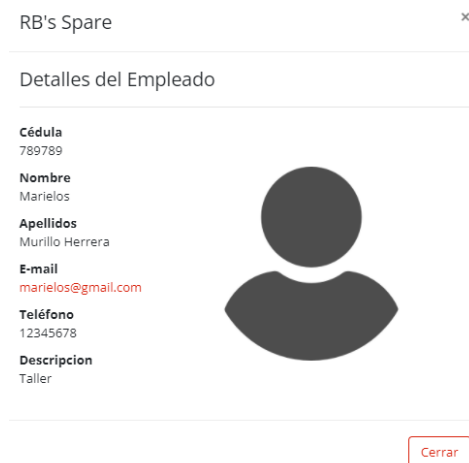 RB's Spare
×
Detalles del Empleado
Cédula
789789
Nombre
Marielos
Apellidos
Murillo Herrera
E-mail
marielos@gmail.com
Teléfono
12345678
Descripcion
Taller
Cerrar